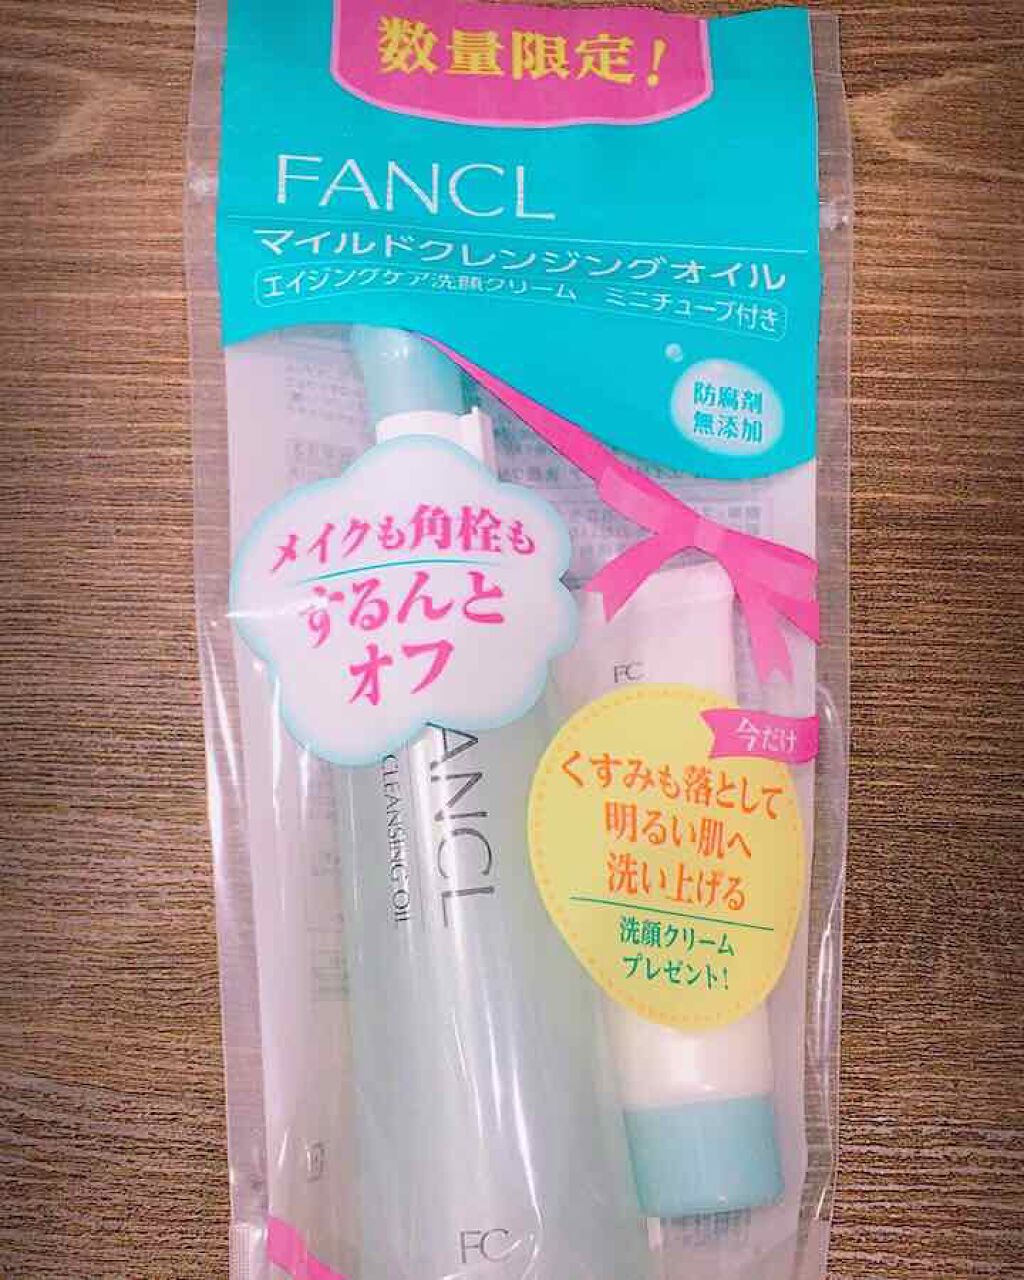 数量限定!
FANCL
マイルドクレンジングオイル
エイジングケア洗顔クリーム ミニチューブ付き
防腐剤
無添加
メイクも角栓も
するんと
オフ
FC
今だけ
くすみも落として
明るい肌へ
洗い上げる
洗顔クリーム
プレゼント!
ANCL
CLEANSING OIL
FC